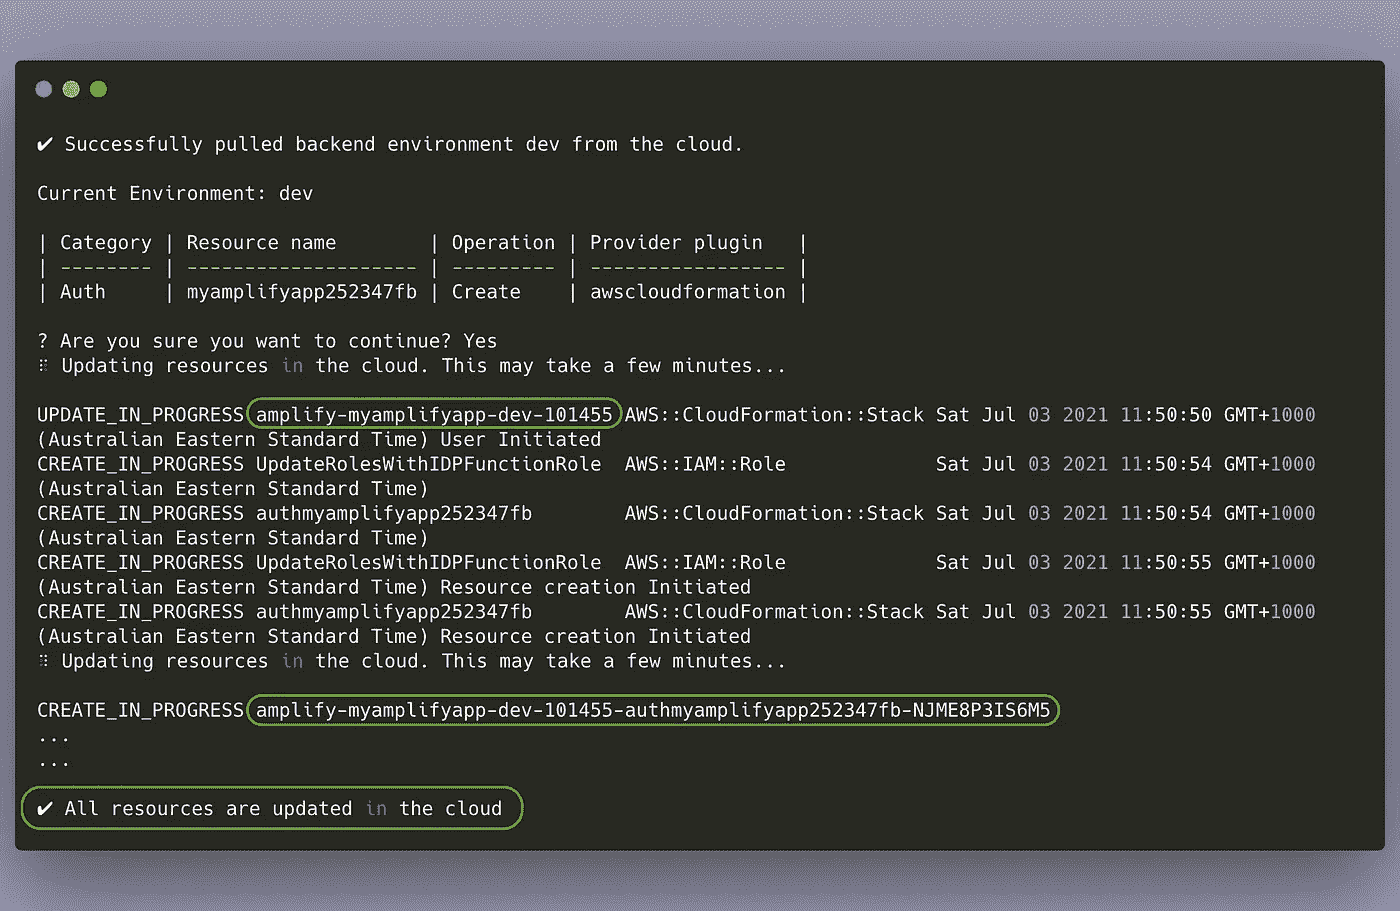 ✔ Successfully pulled backend environment dev from the cloud.
Current Environment: dev
| Category | Resource name        | Operation | Provider plugin   |
| -------- | -------------------- | --------- | ----------------- |
| Auth     | myamplifyapp252347fb | Create    | awscloudformation |
? Are you sure you want to continue? Yes
⠿ Updating resources in the cloud. This may take a few minutes...
UPDATE_IN_PROGRESS amplify-myamplifyapp-dev-101455 AWS::CloudFormation::Stack Sat Jul 03 2021 11:50:50 GMT+1000
(Australian Eastern Standard Time) User Initiated
CREATE_IN_PROGRESS UpdateRolesWithIDPFunctionRole  AWS::IAM::Role             Sat Jul 03 2021 11:50:54 GMT+1000
(Australian Eastern Standard Time)
CREATE_IN_PROGRESS authmyamplifyapp252347fb        AWS::CloudFormation::Stack Sat Jul 03 2021 11:50:54 GMT+1000
(Australian Eastern Standard Time)
CREATE_IN_PROGRESS UpdateRolesWithIDPFunctionRole  AWS::IAM::Role             Sat Jul 03 2021 11:50:55 GMT+1000
(Australian Eastern Standard Time) Resource creation Initiated
CREATE_IN_PROGRESS authmyamplifyapp252347fb        AWS::CloudFormation::Stack Sat Jul 03 2021 11:50:55 GMT+1000
(Australian Eastern Standard Time) Resource creation Initiated
⠿ Updating resources in the cloud. This may take a few minutes...
CREATE_IN_PROGRESS amplify-myamplifyapp-dev-101455-authmyamplifyapp252347fb-NJME8P3IS6M5
...
...
✔ All resources are updated in the cloud